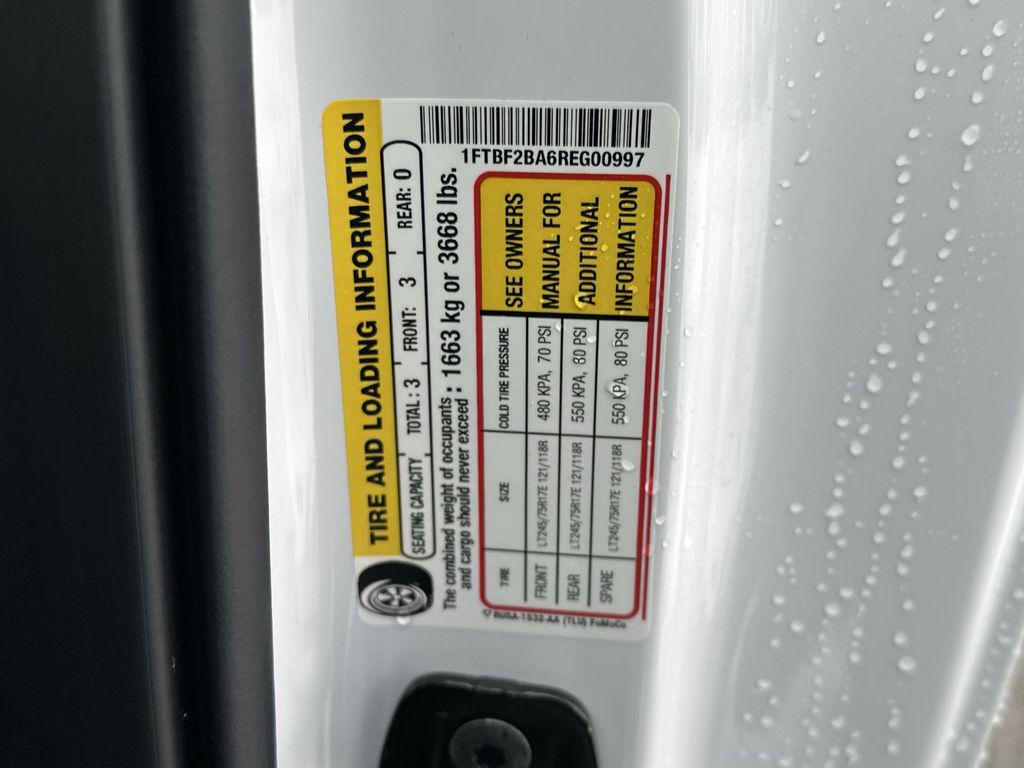 TIRE AND LOADING INFORMATION
SEATING CAPACITY TOTAL : 3 FRONT: 3 REAR: 0
The combined weight of occupants : 1663 kg or 3668 lbs.
and cargo should never exceed
1FTBF2BA6REG00997
TIRE SIZE COLD TIRE PRESSURE
FRONT LT245/75R17E 121/118R 480 KPA, 70 PSI
REAR LT245/75R17E 121/118R 550 KPA, 80 PSI
SPARE LT245/75R17E 121/118R 550 KPA, 80 PSI
SEE OWNERS
MANUAL FOR
ADDITIONAL
INFORMATION
RU5A-1532-AA (TLU) FoMoCo